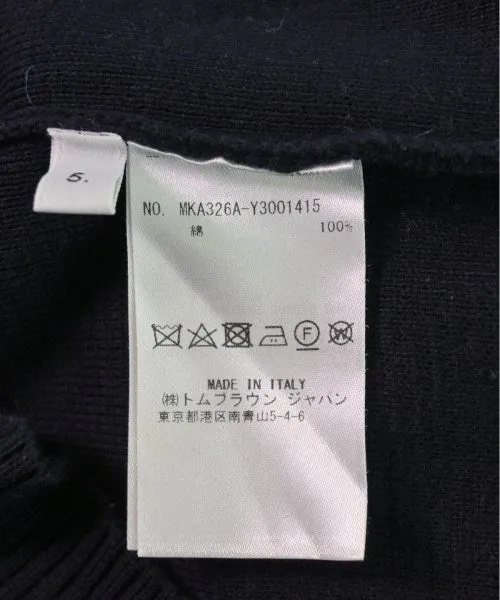 5.
NO. MKA326A-Y3001415
綿 100%
F W
MADE IN ITALY
㈱トムブラウン ジャパン
東京都港区南青山5-4-6